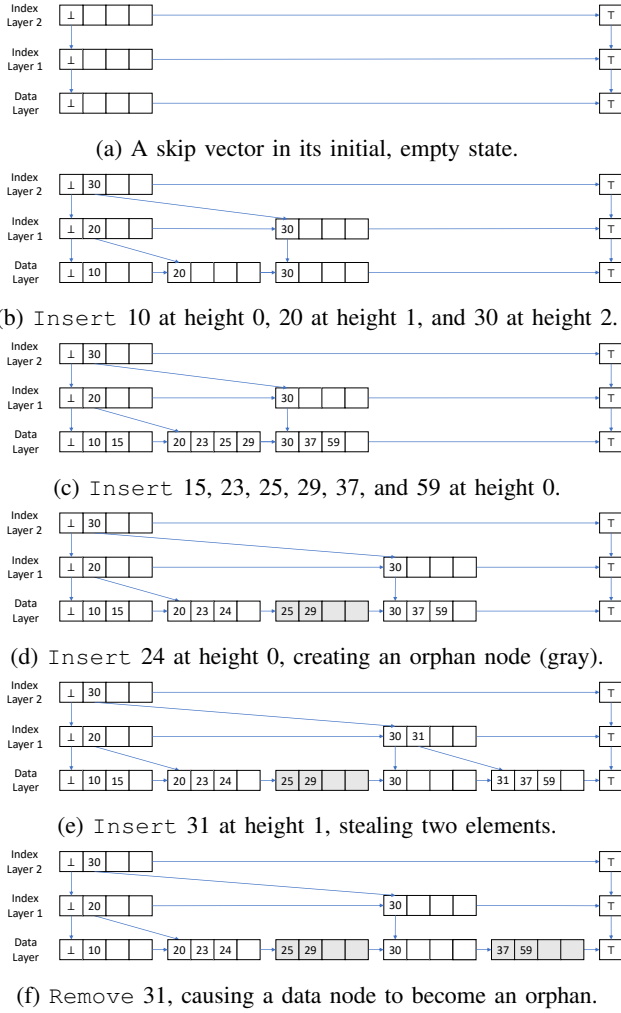 Index Layer 2 ⊥ ⊤
Index Layer 1 ⊥ ⊤
Data Layer ⊥ ⊤
(a) A skip vector in its initial, empty state.
Index Layer 2 ⊥ 30 ⊤
Index Layer 1 ⊥ 20 30 ⊤
Data Layer ⊥ 10 20 30 ⊤
(b) Insert 10 at height 0, 20 at height 1, and 30 at height 2.
Index Layer 2 ⊥ 30 ⊤
Index Layer 1 ⊥ 20 30 ⊤
Data Layer ⊥ 10 15 20 23 25 29 30 37 59 ⊤
(c) Insert 15, 23, 25, 29, 37, and 59 at height 0.
Index Layer 2 ⊥ 30 ⊤
Index Layer 1 ⊥ 20 30 ⊤
Data Layer ⊥ 10 15 20 23 24 25 29 30 37 59 ⊤
(d) Insert 24 at height 0, creating an orphan node (gray).
Index Layer 2 ⊥ 30 ⊤
Index Layer 1 ⊥ 20 30 31 ⊤
Data Layer ⊥ 10 15 20 23 24 25 29 30 31 37 59 ⊤
(e) Insert 31 at height 1, stealing two elements.
Index Layer 2 ⊥ 30 ⊤
Index Layer 1 ⊥ 20 30 ⊤
Data Layer ⊥ 10 20 23 24 25 29 30 37 59 ⊤
(f) Remove 31, causing a data node to become an orphan.